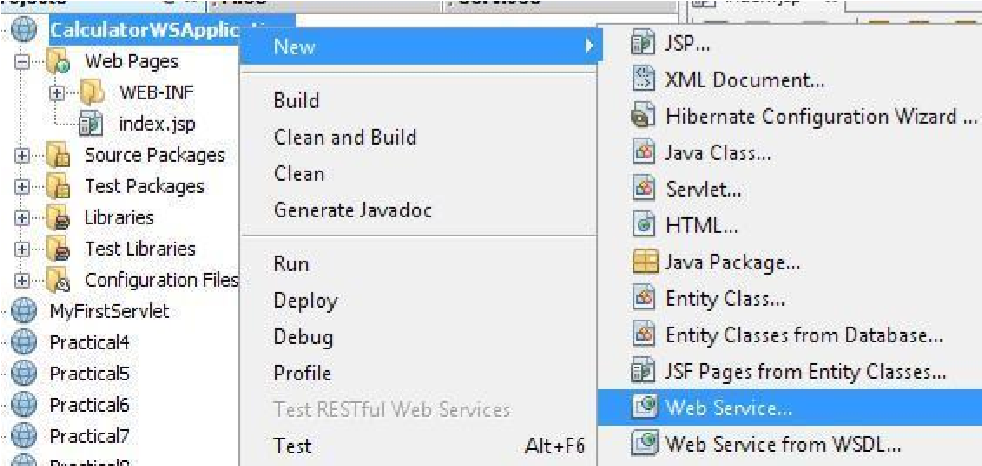 CalculatorWSApplic
Web Pages
WEB-INF
index.jsp
Source Packages
Test Packages
Libraries
Test Libraries
Configuration Files
MyFirstServlet
Practical4
Practical5
Practical6
Practical7
New
Build
Clean and Build
Clean
Generate Javadoc
Run
Deploy
Debug
Profile
Test RESTful Web Services
Test Alt+F6
JSP...
XML Document...
Hibernate Configuration Wizard ...
Java Class...
Servlet...
HTML...
Java Package...
Entity Class...
Entity Classes from Database...
JSF Pages from Entity Classes...
Web Service...
Web Service from WSDL...